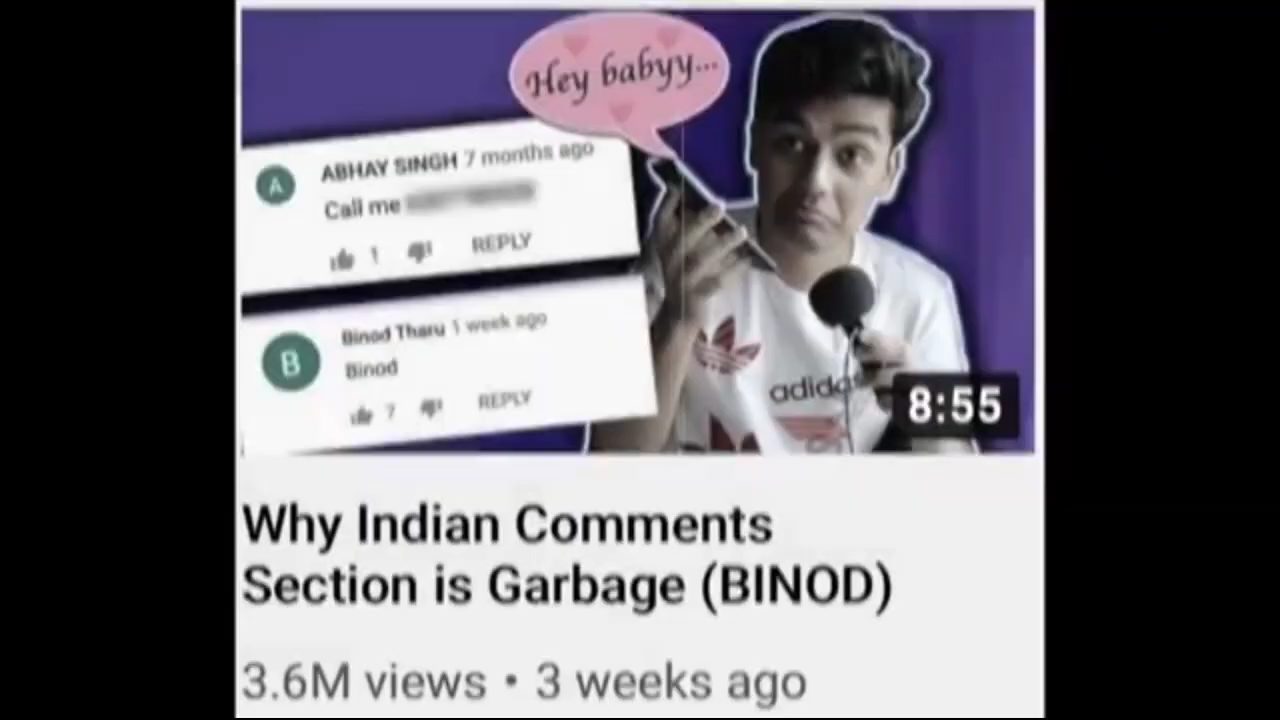 Hey babyy...
A
ABHAY SINGH 7 months ago
Call me
1 REPLY
B
Binod Tharu 1 week ago
Binod
7 REPLY
adidas
8:55
Why Indian Comments
Section is Garbage (BINOD)
3.6M views • 3 weeks ago